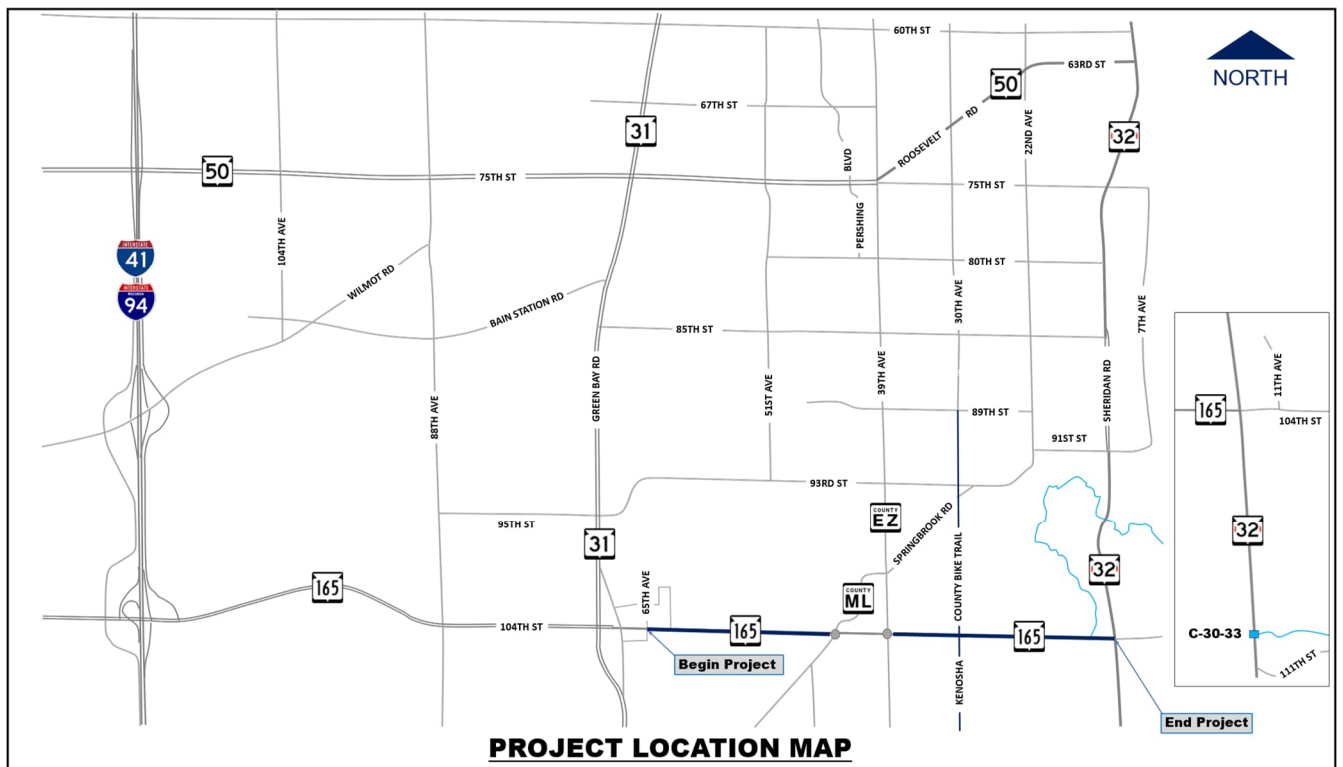 60TH ST
NORTH
63RD ST
50
67TH ST
22ND AVE
31
ROOSEVELT RD
32
50
75TH ST
BLVD
75TH ST
104TH AVE
PERSHING
INTERSTATE
41
80TH ST
WILMOT RD
INTERSTATE
WISCONSIN
94
BAIN STATION RD
30TH AVE
7TH AVE
85TH ST
GREEN BAY RD
51ST AVE
39TH AVE
SHERIDAN RD
11TH AVE
88TH AVE
89TH ST
165
104TH ST
91ST ST
93RD ST
COUNTY
EZ
95TH ST
SPRINGBROOK RD
31
COUNTY BIKE TRAIL
32
32
165
65TH AVE
COUNTY
ML
104TH ST
165
165
C-30-33
Begin Project
KENOSHA
111TH ST
End Project
PROJECT LOCATION MAP